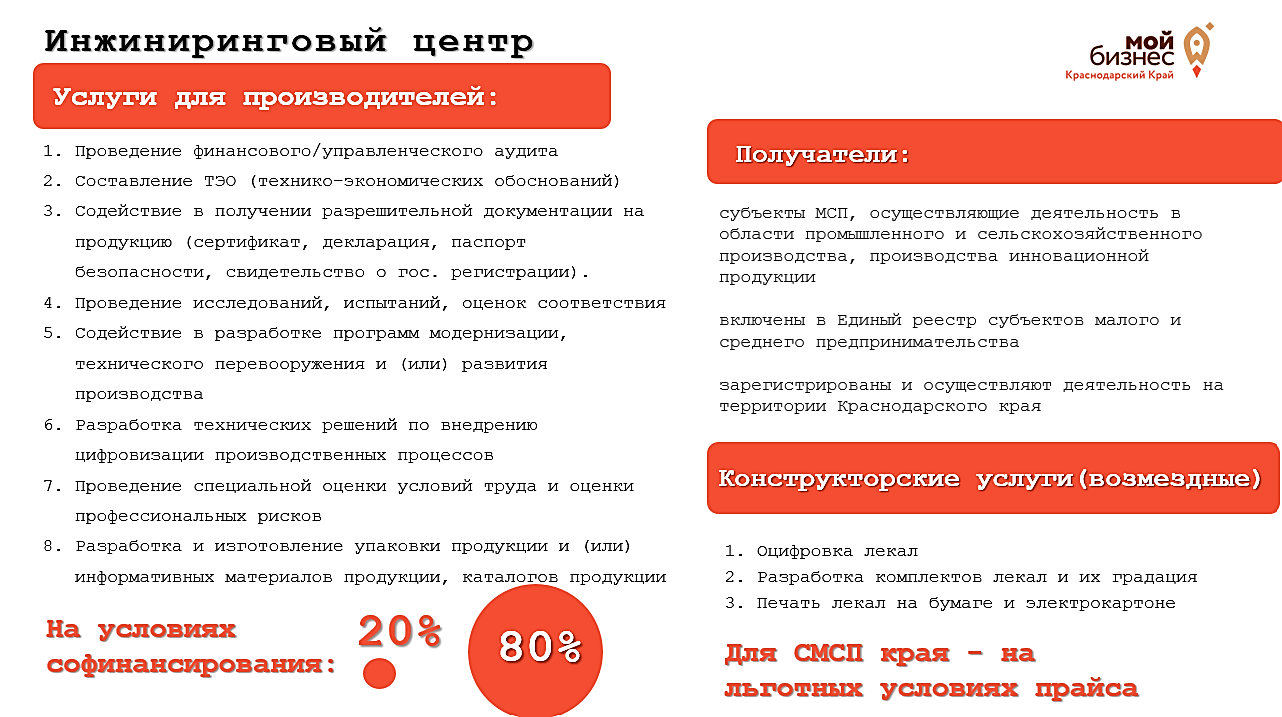 Инжиниринговый центр
мой
бизнес
Краснодарский Край
Услуги для производителей:
1. Проведение финансового/управленческого аудита
2. Составление ТЭО (технико-экономических обоснований)
3. Содействие в получении разрешительной документации на
продукцию (сертификат, декларация, паспорт
безопасности, свидетельство о гос. регистрации).
4. Проведение исследований, испытаний, оценок соответствия
5. Содействие в разработке программ модернизации,
технического перевооружения и (или) развития
производства
6. Разработка технических решений по внедрению
цифровизации производственных процессов
7. Проведение специальной оценки условий труда и оценки
профессиональных рисков
8. Разработка и изготовление упаковки продукции и (или)
информативных материалов продукции, каталогов продукции
На условиях
софинансирования:
20%
80%
Получатели:
субъекты МСП, осуществляющие деятельность в
области промышленного и сельскохозяйственного
производства, производства инновационной
продукции
включены в Единый реестр субъектов малого и
среднего предпринимательства
зарегистрированы и осуществляют деятельность на
территории Краснодарского края
Конструкторские услуги(возмездные)
1. Оцифровка лекал
2. Разработка комплектов лекал и их градация
3. Печать лекал на бумаге и электрокартоне
Для СМСП края – на
льготных условиях прайса